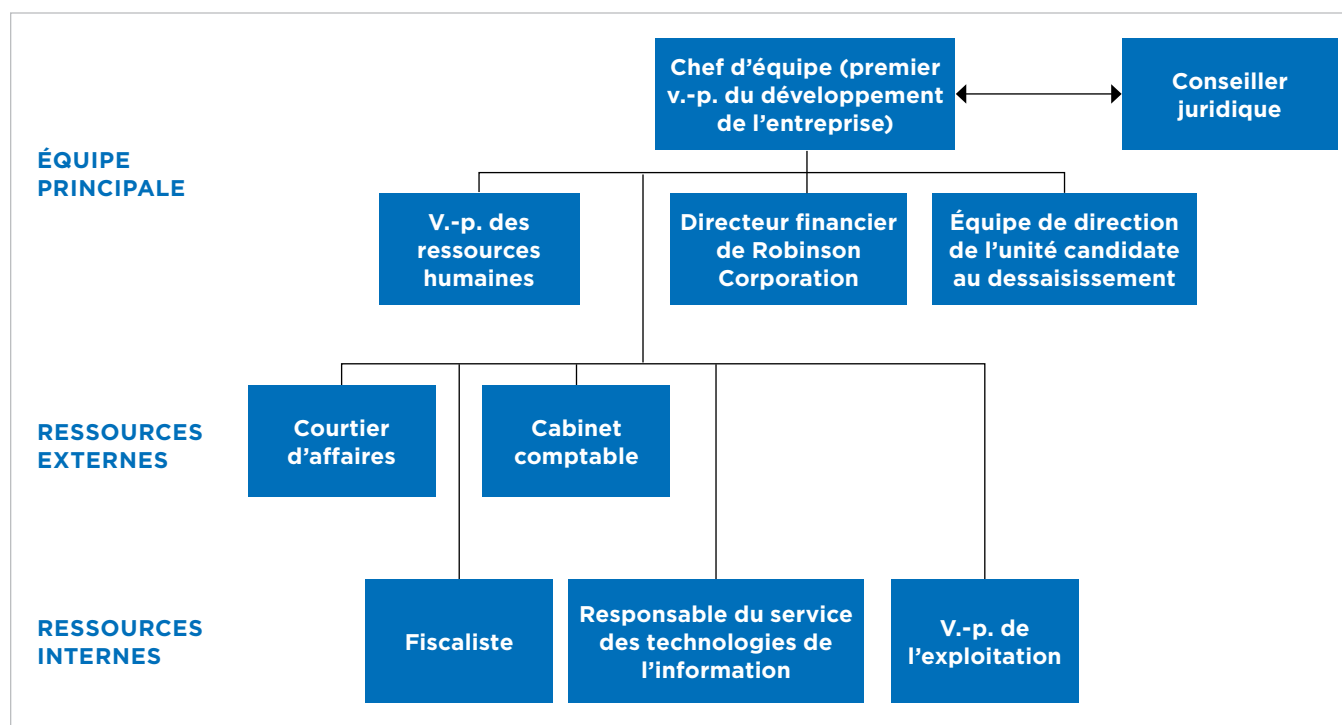 Chef d’équipe (premier
v.-p. du développement
de l’entreprise)
Conseiller
juridique
ÉQUIPE
PRINCIPALE
V.-p. des
ressources
humaines
Directeur financier
de Robinson
Corporation
Équipe de direction
de l’unité candidate
au dessaisissement
RESSOURCES
EXTERNES
Courtier
d’affaires
Cabinet
comptable
RESSOURCES
INTERNES
Fiscaliste
Responsable du service
des technologies de
l’information
V.-p. de
l’exploitation